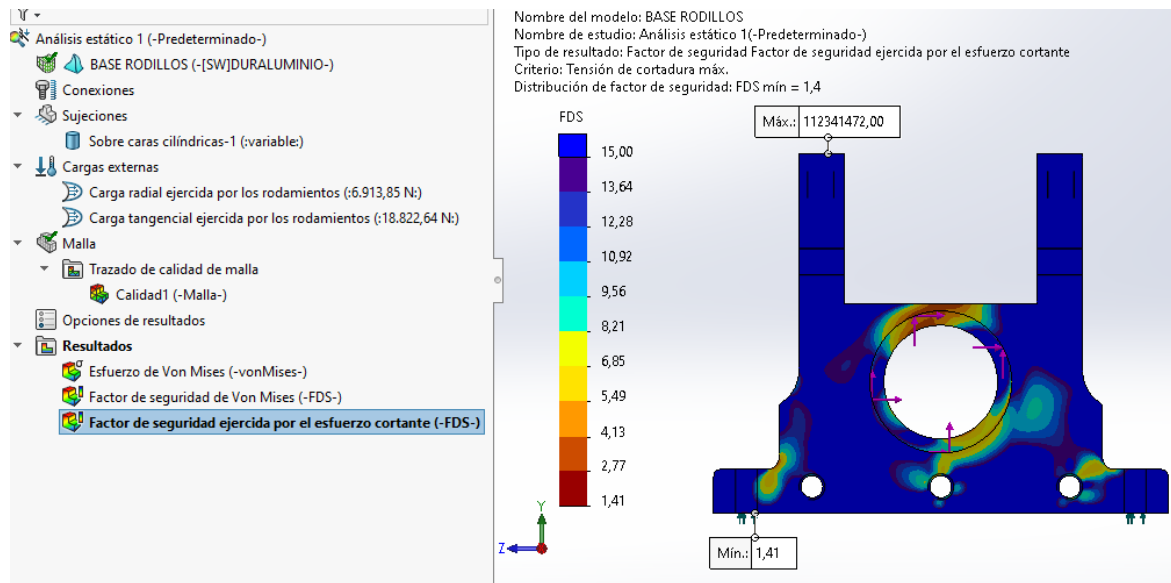 Análisis estático 1 (-Predeterminado-)
BASE RODILLOS (-[SW]DURALUMINIO-)
Conexiones
Sujeciones
Sobre caras cilíndricas-1 (:variable:)
Cargas externas
Carga radial ejercida por los rodamientos (:6.913,85 N:)
Carga tangencial ejercida por los rodamientos (:18.822,64 N:)
Malla
Trazado de calidad de malla
Calidad1 (-Malla-)
Opciones de resultados
Resultados
Esfuerzo de Von Mises (-vonMises-)
Factor de seguridad de Von Mises (-FDS-)
Factor de seguridad ejercida por el esfuerzo cortante (-FDS-)
Nombre del modelo: BASE RODILLOS
Nombre de estudio: Análisis estático 1(-Predeterminado-)
Tipo de resultado: Factor de seguridad Factor de seguridad ejercida por el esfuerzo cortante
Criterio: Tensión de cortadura máx.
Distribución de factor de seguridad: FDS mín = 1,4
FDS
15,00
13,64
12,28
10,92
9,56
8,21
6,85
5,49
4,13
2,77
1,41
Máx.: 112341472,00
Mín.: 1,41
Y
Z